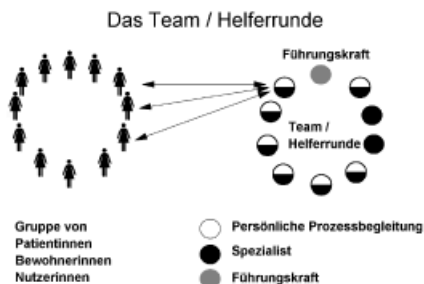 Das Team / Helferrunde
Führungskraft
Team /
Helferrunde
Gruppe von
Patientinnen
Bewohnerinnen
Nutzerinnen
Persönliche Prozessbegleitung
Spezialist
Führungskraft